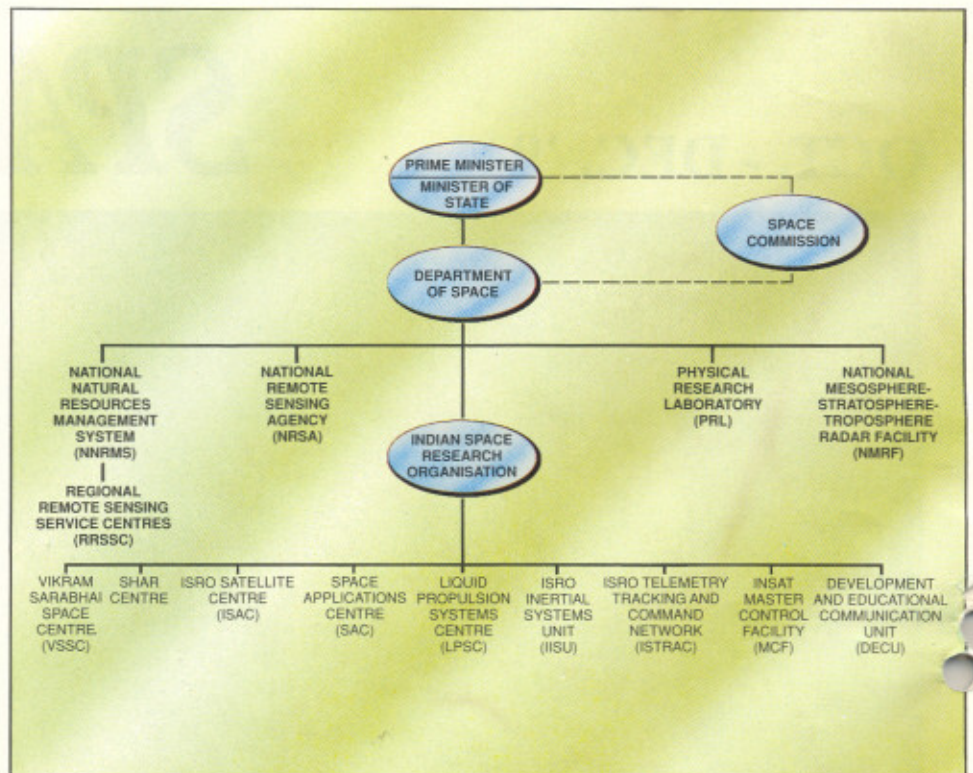 PRIME MINISTER
MINISTER OF
STATE
SPACE
COMMISSION
DEPARTMENT
OF SPACE
NATIONAL
NATURAL
RESOURCES
MANAGEMENT
SYSTEM
(NNRMS)
NATIONAL
REMOTE
SENSING
AGENCY
(NRSA)
PHYSICAL
RESEARCH
LABORATORY
(PRL)
NATIONAL
MESOSPHERE-
STRATOSPHERE-
TROPOSPHERE
RADAR FACILITY
(NMRF)
INDIAN SPACE
RESEARCH
ORGANISATION
REGIONAL
REMOTE SENSING
SERVICE CENTRES
(RRSSC)
VIKRAM
SARABHAI
SPACE
CENTRE
(VSSC)
SHAR
CENTRE
ISRO SATELLITE
CENTRE
(ISAC)
SPACE
APPLICATIONS
CENTRE
(SAC)
LIQUID
PROPULSION
SYSTEMS
CENTRE
(LPSC)
ISRO
INERTIAL
SYSTEMS
UNIT
(IISU)
ISRO TELEMETRY
TRACKING AND
COMMAND
NETWORK
(ISTRAC)
INSAT
MASTER
CONTROL
FACILITY
(MCF)
DEVELOPMENT
AND EDUCATIONAL
COMMUNICATION
UNIT
(DECU)